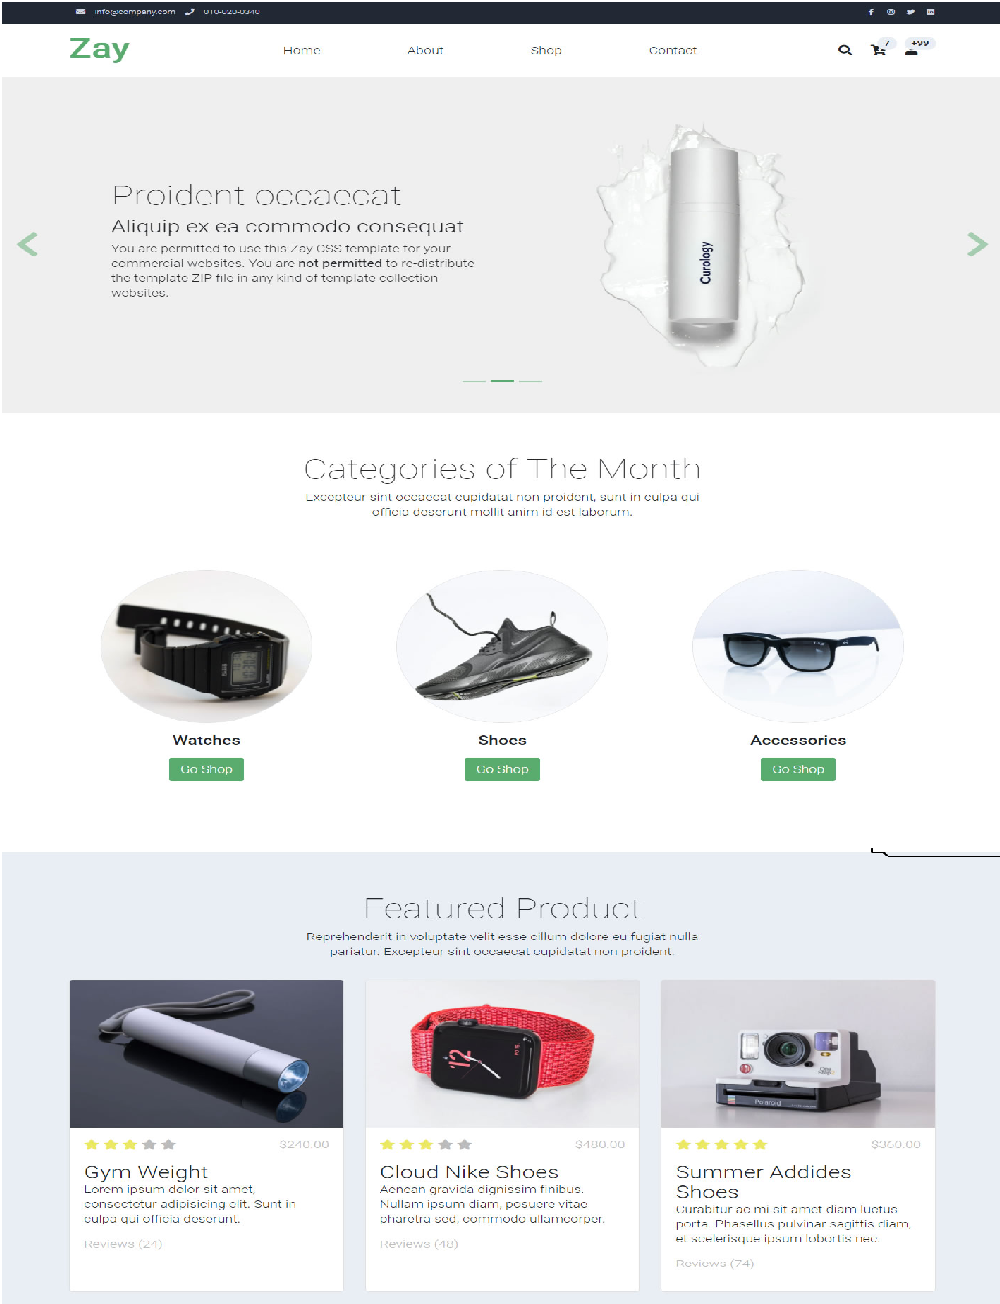 info@company.com 010-020-0340
Zay Home About Shop Contact 7 +99
Proident occaecat
Aliquip ex ea commodo consequat
You are permitted to use this Zay CSS template for your
commercial websites. You are not permitted to re-distribute
the template ZIP file in any kind of template collection
websites.
Curology
Categories of The Month
Excepteur sint occaecat cupidatat non proident, sunt in culpa qui
officia deserunt mollit anim id est laborum.
Watches Shoes Accessories
Go Shop Go Shop Go Shop
Featured Product
Reprehenderit in voluptate velit esse cillum dolore eu fugiat nulla
pariatur. Excepteur sint occaecat cupidatat non proident.
12
Polaroid
$240.00
Gym Weight
Lorem ipsum dolor sit amet,
consectetur adipisicing elit. Sunt in
culpa qui officia deserunt.
Reviews (24)
$480.00
Cloud Nike Shoes
Aenean gravida dignissim finibus.
Nullam ipsum diam, posuere vitae
pharetra sed, commodo ullamcorper.
Reviews (48)
$360.00
Summer Addides
Shoes
Curabitur ac mi sit amet diam luctus
porta. Phasellus pulvinar sagittis diam,
et scelerisque ipsum lobortis nec.
Reviews (74)